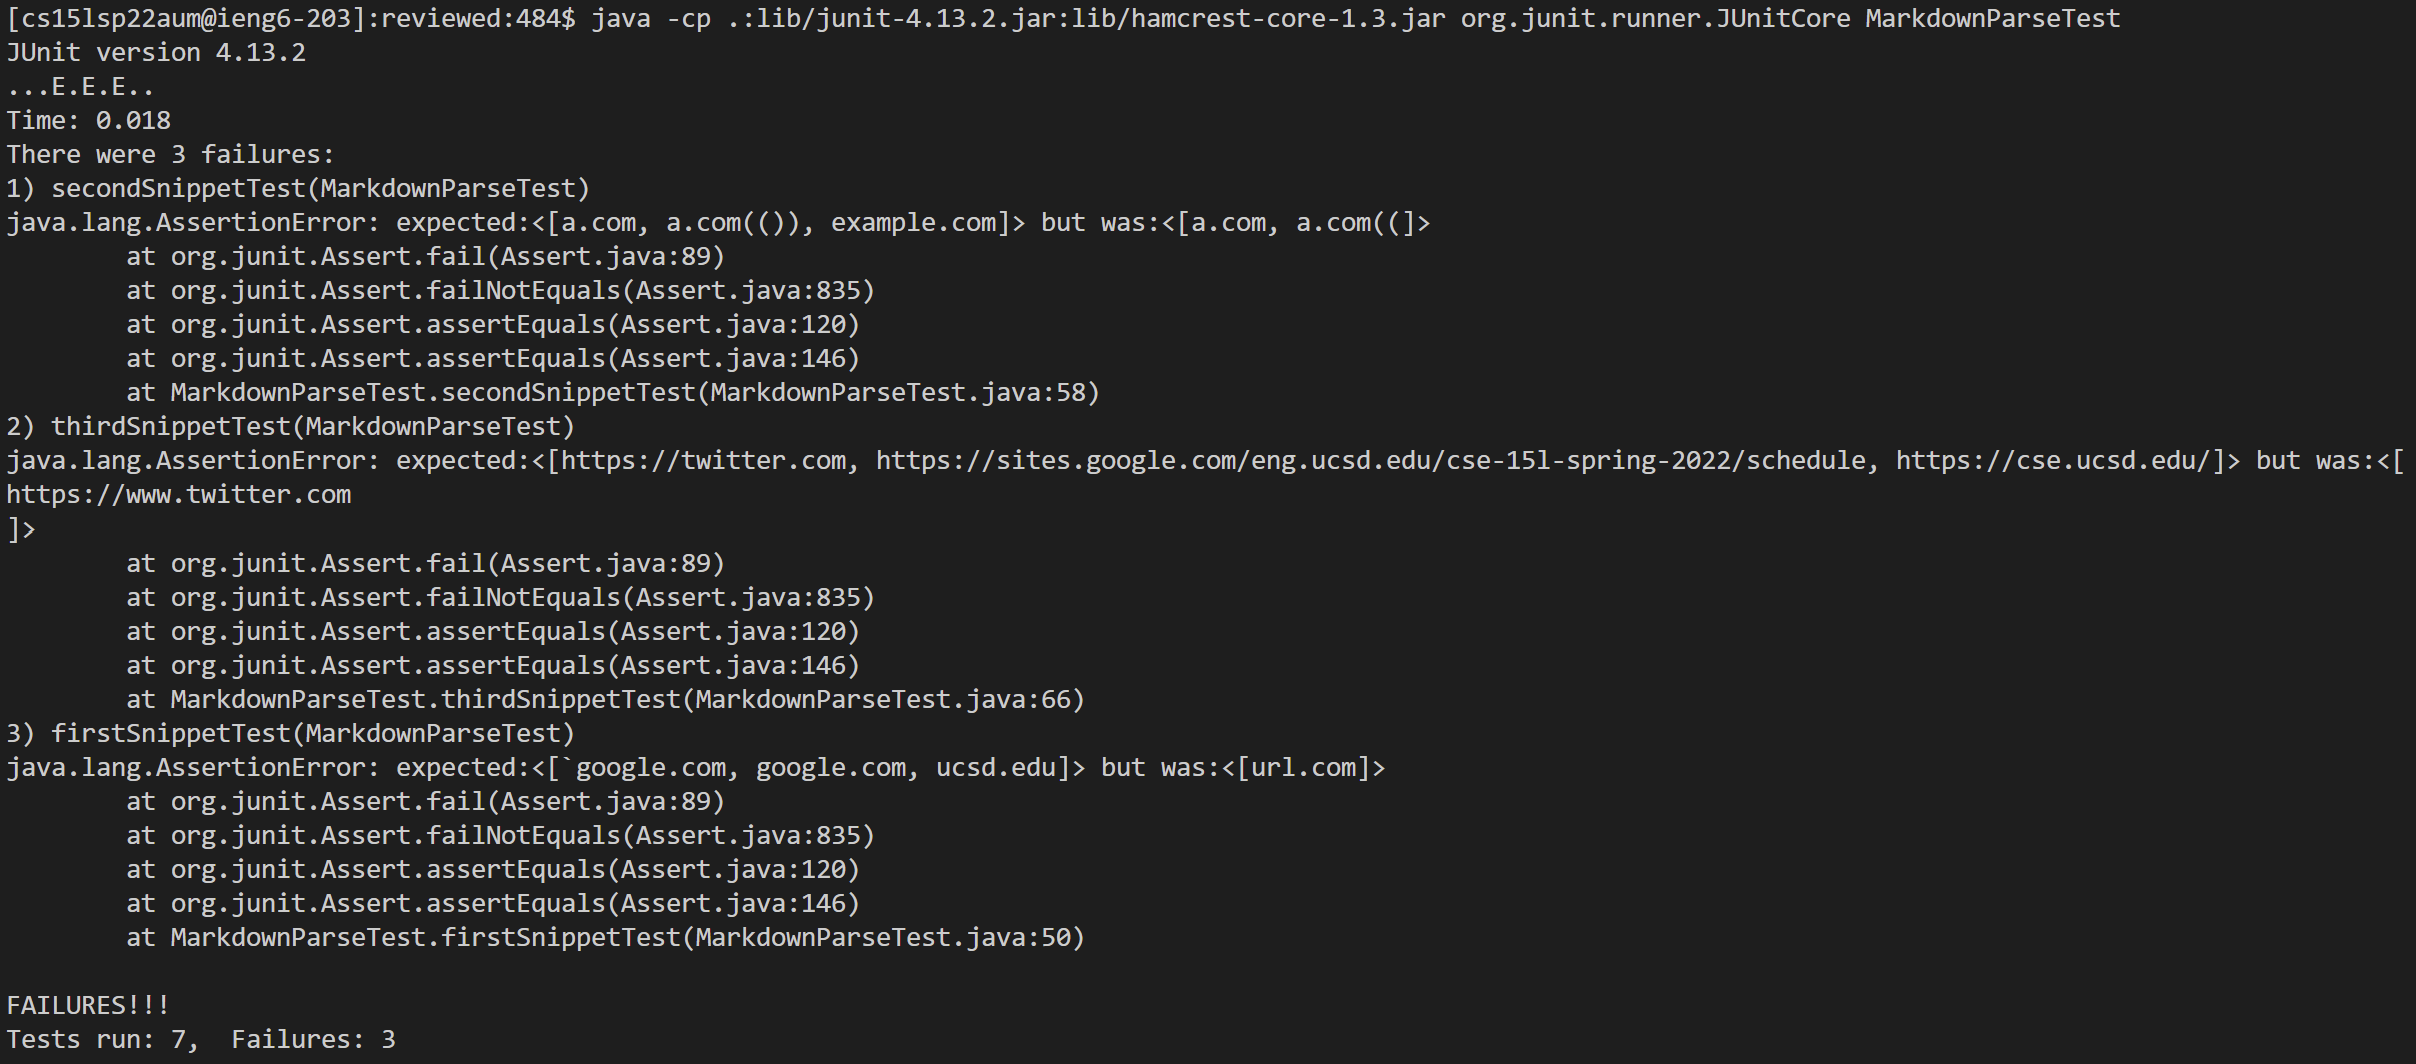 [cs15lsp22aum@ieng6-203]:reviewed:484$ java -cp .:lib/junit-4.13.2.jar:lib/hamcrest-core-1.3.jar org.junit.runner.JUnitCore MarkdownParseTest
JUnit version 4.13.2
...E.E.E..
Time: 0.018
There were 3 failures:
1) secondSnippetTest(MarkdownParseTest)
java.lang.AssertionError: expected:<[a.com, a.com(()), example.com]> but was:<[a.com, a.com((]>
        at org.junit.Assert.fail(Assert.java:89)
        at org.junit.Assert.failNotEquals(Assert.java:835)
        at org.junit.Assert.assertEquals(Assert.java:120)
        at org.junit.Assert.assertEquals(Assert.java:146)
        at MarkdownParseTest.secondSnippetTest(MarkdownParseTest.java:58)
2) thirdSnippetTest(MarkdownParseTest)
java.lang.AssertionError: expected:<[https://twitter.com, https://sites.google.com/eng.ucsd.edu/cse-15l-spring-2022/schedule, https://cse.ucsd.edu/]> but was:<[
https://www.twitter.com
]>
        at org.junit.Assert.fail(Assert.java:89)
        at org.junit.Assert.failNotEquals(Assert.java:835)
        at org.junit.Assert.assertEquals(Assert.java:120)
        at org.junit.Assert.assertEquals(Assert.java:146)
        at MarkdownParseTest.thirdSnippetTest(MarkdownParseTest.java:66)
3) firstSnippetTest(MarkdownParseTest)
java.lang.AssertionError: expected:<[`google.com, google.com, ucsd.edu]> but was:<[url.com]>
        at org.junit.Assert.fail(Assert.java:89)
        at org.junit.Assert.failNotEquals(Assert.java:835)
        at org.junit.Assert.assertEquals(Assert.java:120)
        at org.junit.Assert.assertEquals(Assert.java:146)
        at MarkdownParseTest.firstSnippetTest(MarkdownParseTest.java:50)

FAILURES!!!
Tests run: 7,  Failures: 3